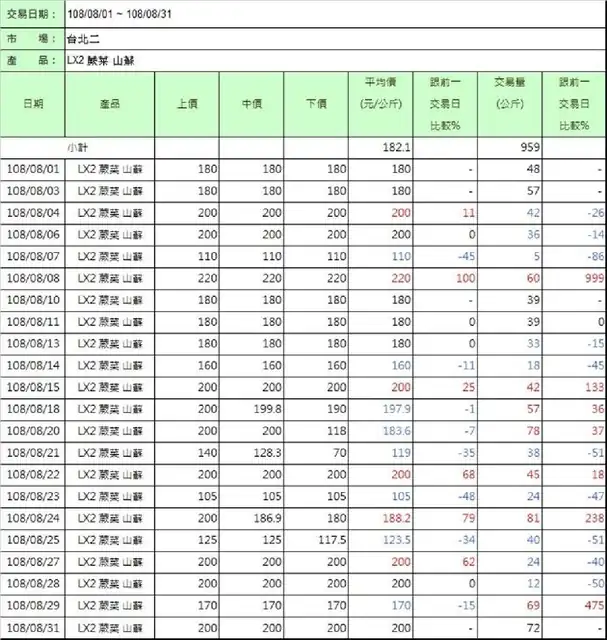 交易日期： 108/08/01 ~ 108/08/31
市 場： 台北二
產 品： LX2 蕨菜 山蘇
日期 產品 上價 中價 下價 平均價 (元/公斤) 跟前一 交易日 比較% 交易量 (公斤) 跟前一 交易日 比較%
小計 182.1 959
108/08/01 LX2 蕨菜 山蘇 180 180 180 180 - 48 -
108/08/03 LX2 蕨菜 山蘇 180 180 180 180 - 57 -
108/08/04 LX2 蕨菜 山蘇 200 200 200 200 11 42 -26
108/08/06 LX2 蕨菜 山蘇 200 200 200 200 0 36 -14
108/08/07 LX2 蕨菜 山蘇 110 110 110 110 -45 5 -86
108/08/08 LX2 蕨菜 山蘇 220 220 220 220 100 60 999
108/08/10 LX2 蕨菜 山蘇 180 180 180 180 - 39 -
108/08/11 LX2 蕨菜 山蘇 180 180 180 180 0 39 0
108/08/13 LX2 蕨菜 山蘇 180 180 180 180 0 33 -15
108/08/14 LX2 蕨菜 山蘇 160 160 160 160 -11 18 -45
108/08/15 LX2 蕨菜 山蘇 200 200 200 200 25 42 133
108/08/18 LX2 蕨菜 山蘇 200 199.8 190 197.9 -1 57 36
108/08/20 LX2 蕨菜 山蘇 200 200 118 183.6 -7 78 37
108/08/21 LX2 蕨菜 山蘇 140 128.3 70 119 -35 38 -51
108/08/22 LX2 蕨菜 山蘇 200 200 200 200 68 45 18
108/08/23 LX2 蕨菜 山蘇 105 105 105 105 -48 24 -47
108/08/24 LX2 蕨菜 山蘇 200 186.9 180 188.2 79 81 238
108/08/25 LX2 蕨菜 山蘇 125 125 117.5 123.5 -34 40 -51
108/08/27 LX2 蕨菜 山蘇 200 200 200 200 62 24 -40
108/08/28 LX2 蕨菜 山蘇 200 200 200 200 0 12 -50
108/08/29 LX2 蕨菜 山蘇 170 170 170 170 -15 69 475
108/08/31 LX2 蕨菜 山蘇 200 200 200 200 - 72 -